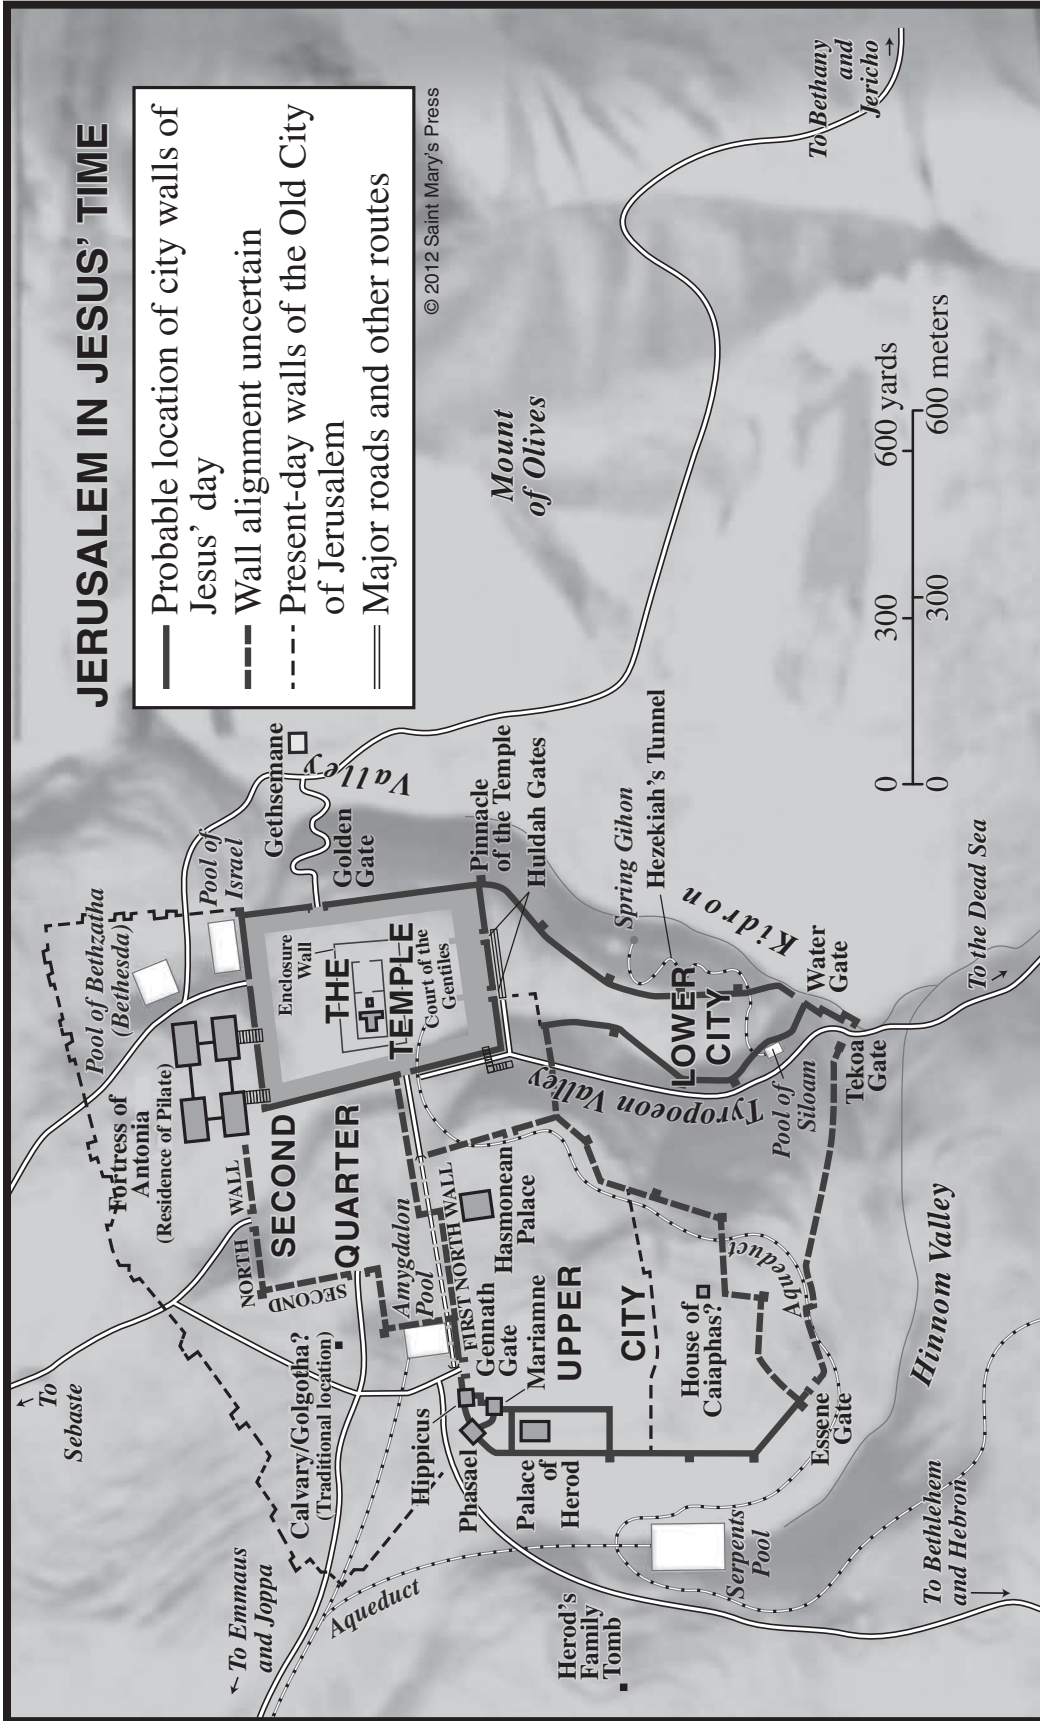 JERUSALEM IN JESUS’ TIME
Probable location of city walls of
Jesus’ day
Wall alignment uncertain
Present-day walls of the Old City
of Jerusalem
Major roads and other routes
© 2012 Saint Mary’s Press
To
Sebaste
← To Emmaus
and Joppa
Aqueduct
Calvary/Golgotha?
(Traditional location)
Hippicus
Phasael
Palace
of
Herod
Herod’s
Family
Tomb
Serpents
Pool
To Bethlehem
and Hebron
Fortress of
Antonia
(Residence of Pilate)
Pool of Bethzatha
(Bethesda)
Pool of
Israel
Gethsemane
Golden
Gate
Valley
NORTH
WALL
SECOND
SECOND
QUARTER
Enclosure
Wall
THE
TEMPLE
Court of the
Gentiles
Pinnacle
of the Temple
Huldah Gates
Amygdalon
Pool
FIRST NORTH WALL
Gennath
Gate
Mariamne
Hasmonean
Palace
UPPER
CITY
House of
Caiaphas?
Aqueduct
Essene
Gate
Hinnom Valley
Tyropoeon Valley
LOWER
CITY
Spring Gihon
Hezekiah’s Tunnel
Kidron
Water
Gate
Pool of
Siloam
Tekoa
Gate
To the Dead Sea
Mount
of Olives
To Bethany
and
Jericho
0 300 600 yards
0 300 600 meters